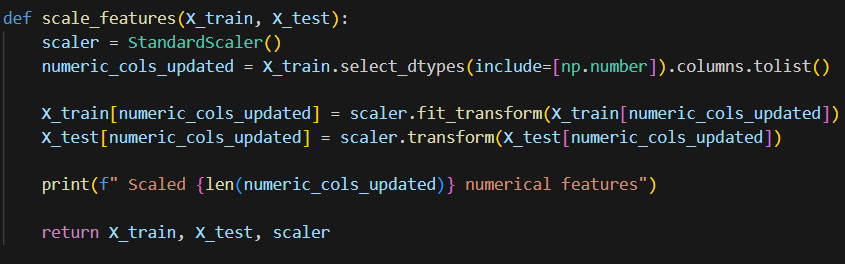 def scale_features(X_train, X_test):
    scaler = StandardScaler()
    numeric_cols_updated = X_train.select_dtypes(include=[np.number]).columns.tolist()

    X_train[numeric_cols_updated] = scaler.fit_transform(X_train[numeric_cols_updated])
    X_test[numeric_cols_updated] = scaler.transform(X_test[numeric_cols_updated])

    print(f" Scaled {len(numeric_cols_updated)} numerical features")

    return X_train, X_test, scaler